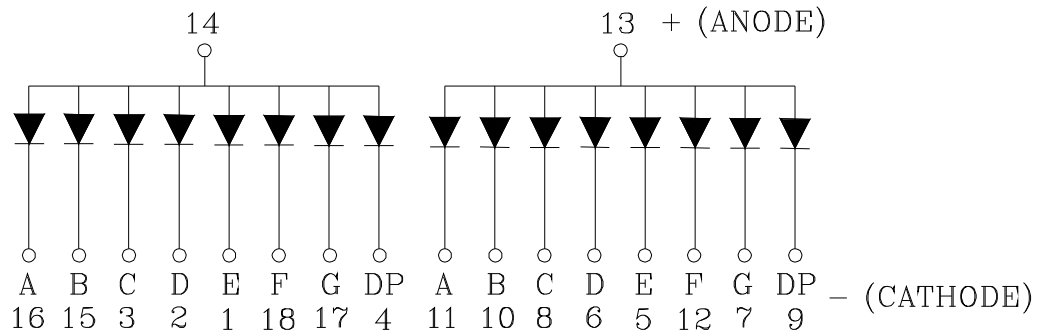 14 13 + (ANODE)
A B C D E F G DP A B C D E F G DP
16 15 3 2 1 18 17 4 11 10 8 6 5 12 7 9 - (CATHODE)